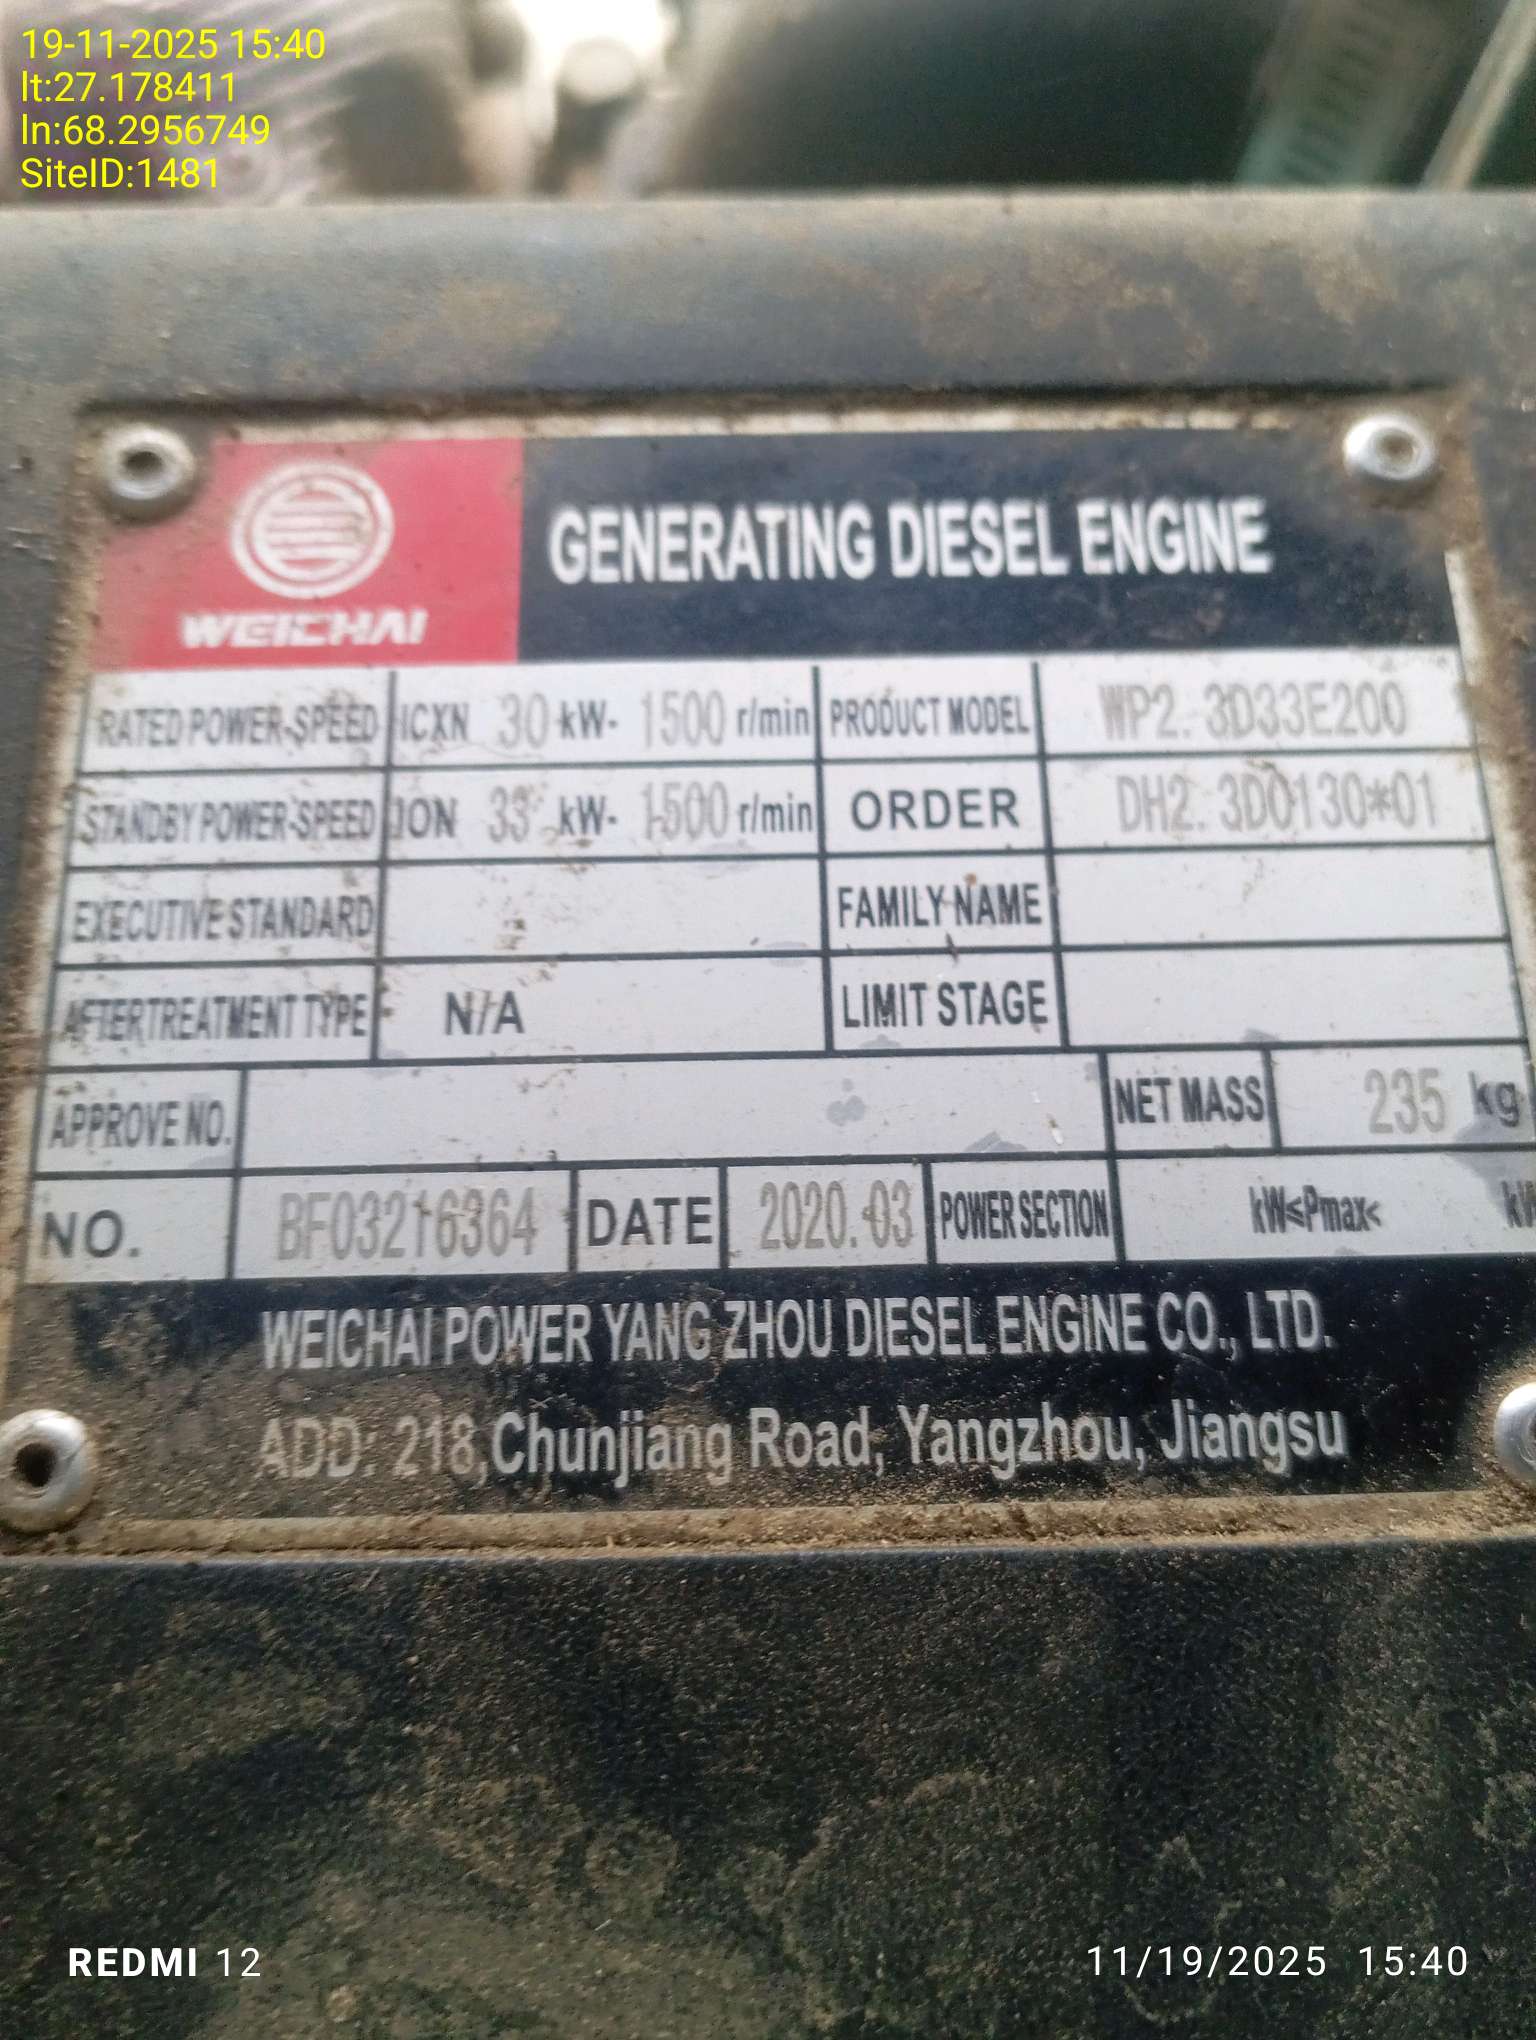 19-11-2025 15:40
lt:27.178411
ln:68.2956749
SiteID:1481
WEICHAI
GENERATING DIESEL ENGINE
RATED POWER-SPEED ICXN 30 kW- 1500 r/min PRODUCT MODEL WP2.3D33E200
STANDBY POWER-SPEED ION 33 kW- 1500 r/min ORDER DH2.3D0130*01
EXECUTIVE STANDARD FAMILY NAME
AFTERTREATMENT TYPE N/A LIMIT STAGE
APPROVE NO. NET MASS 235 kg
NO. BF03216364 DATE 2020.03 POWER SECTION kW≤Pmax<
WEICHAI POWER YANG ZHOU DIESEL ENGINE CO., LTD.
ADD: 218,Chunjiang Road, Yangzhou, Jiangsu
REDMI 12
11/19/2025 15:40